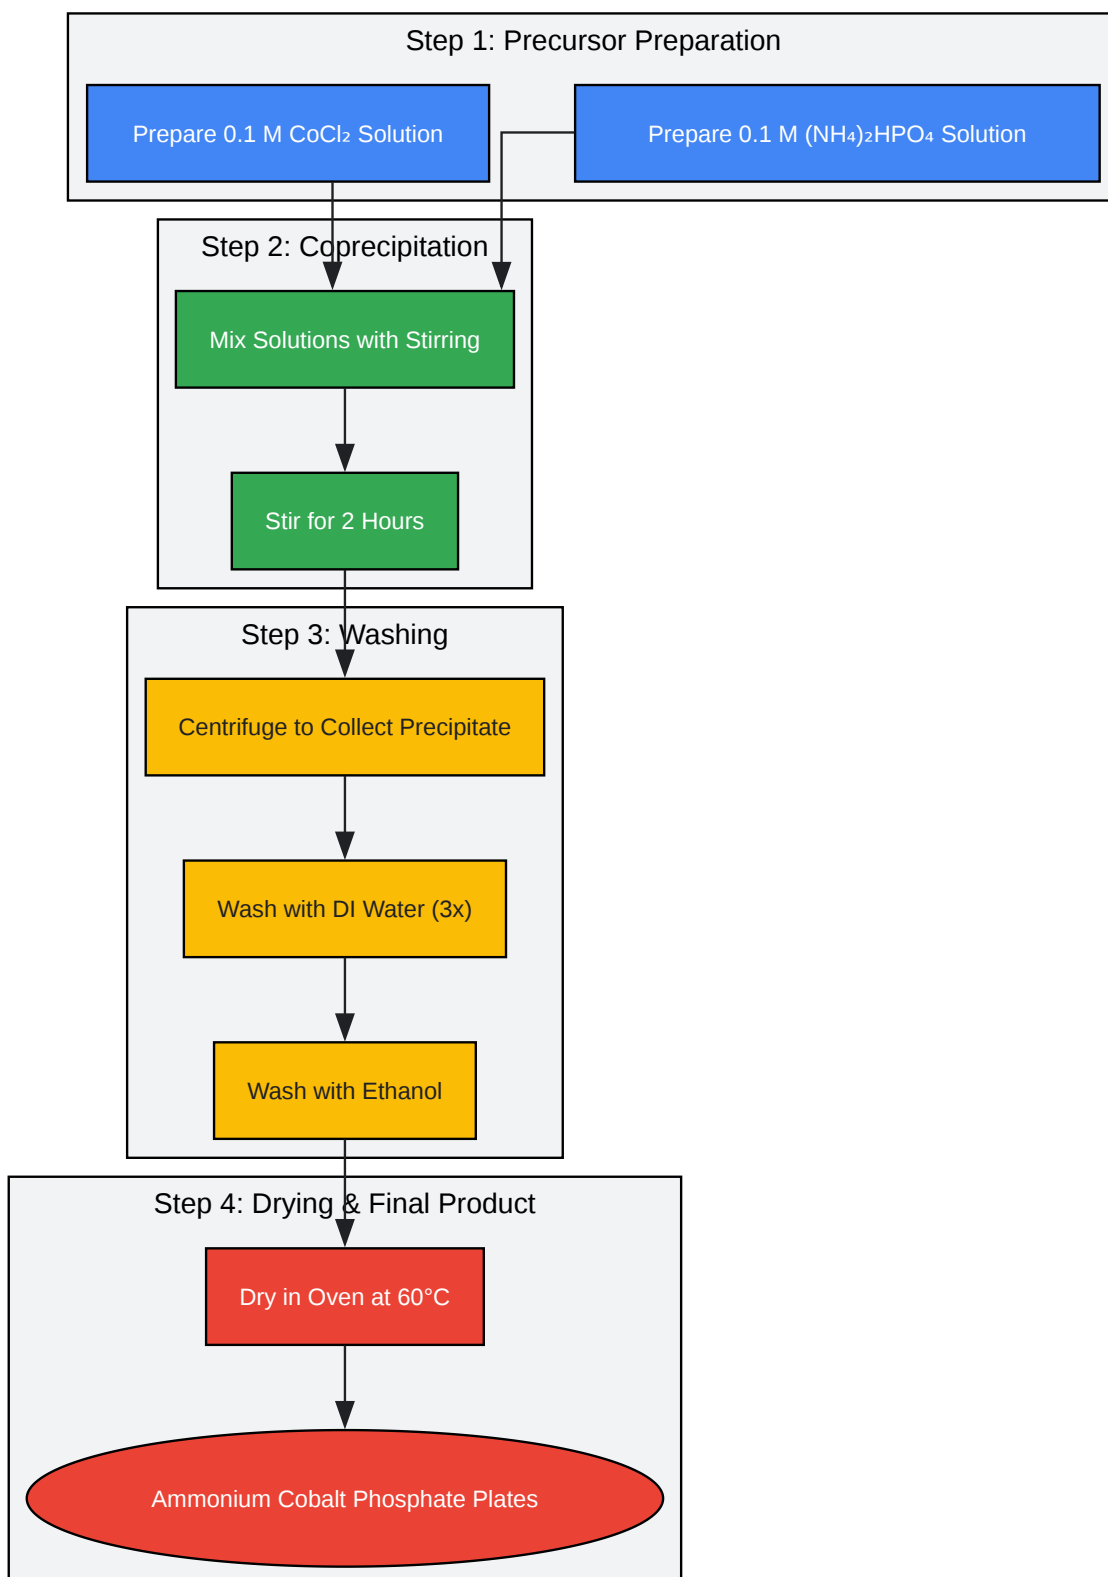 Step 1: Precursor Preparation
Prepare 0.1 M CoCl₂ Solution
Prepare 0.1 M (NH₄)₂HPO₄ Solution
Step 2: Coprecipitation
Mix Solutions with Stirring
Stir for 2 Hours
Step 3: Washing
Centrifuge to Collect Precipitate
Wash with DI Water (3x)
Wash with Ethanol
Step 4: Drying & Final Product
Dry in Oven at 60°C
Ammonium Cobalt Phosphate Plates